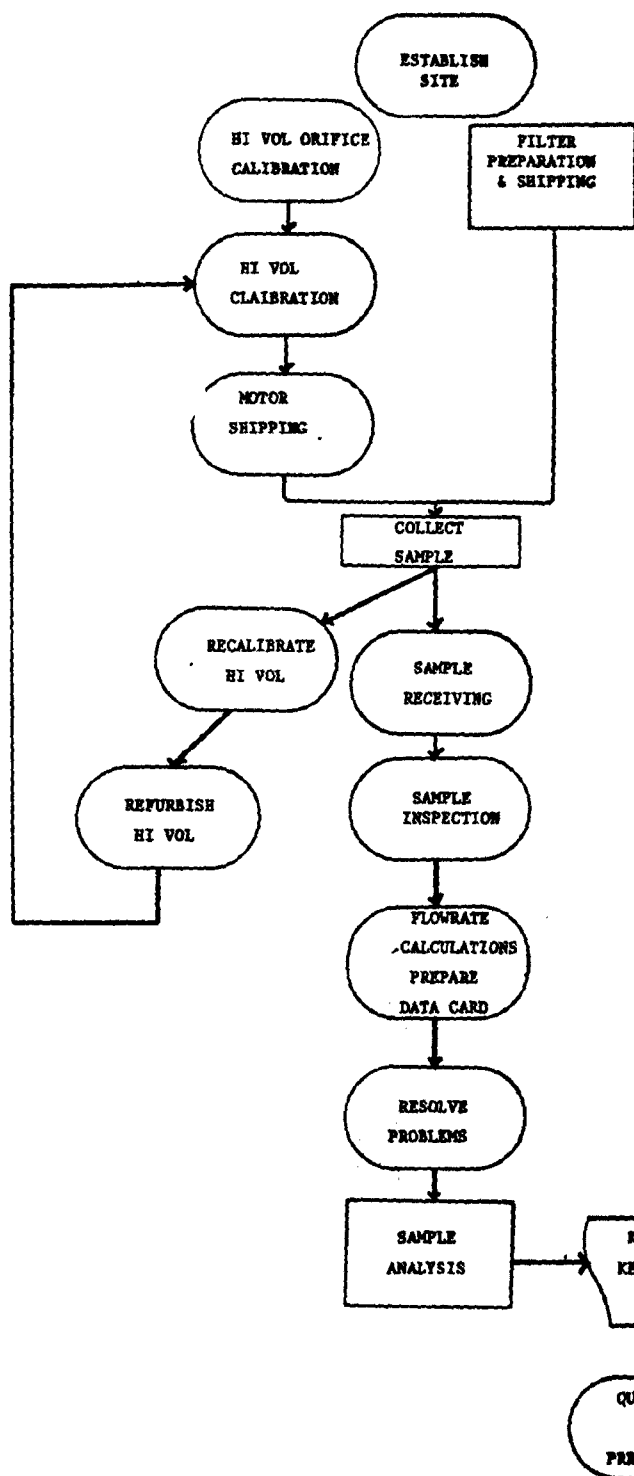 ESTABLISH
SITE
HI VOL ORIFICE
CALIBRATION
FILTER
PREPARATION
& SHIPPING
HI VOL
CLAIBRATION
MOTOR
SHIPPING
COLLECT
SAMPLE
RECALIBRATE
HI VOL
SAMPLE
RECEIVING
REFURBISH
HI VOL
SAMPLE
INSPECTION
FLOWRATE
CALCULATIONS
PREPARE
DATA CARD
RESOLVE
PROBLEMS
SAMPLE
ANALYSIS